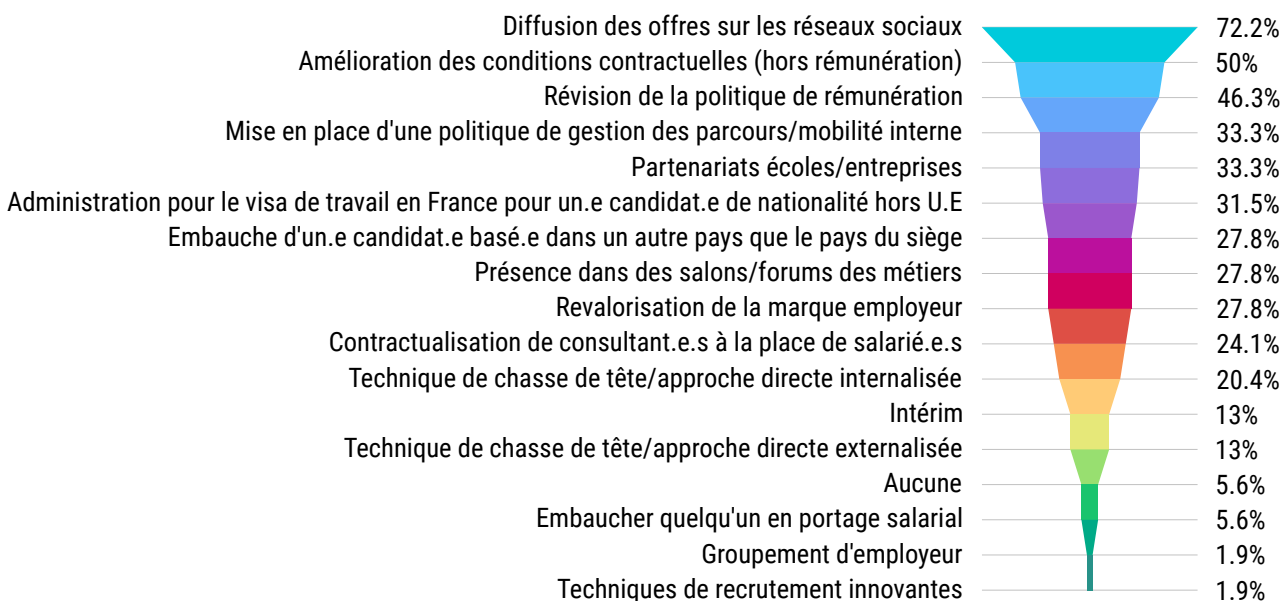 Diffusion des offres sur les réseaux sociaux 72.2%
Amélioration des conditions contractuelles (hors rémunération) 50%
Révision de la politique de rémunération 46.3%
Mise en place d'une politique de gestion des parcours/mobilité interne 33.3%
Partenariats écoles/entreprises 33.3%
Administration pour le visa de travail en France pour un.e candidat.e de nationalité hors U.E 31.5%
Embauche d'un.e candidat.e basé.e dans un autre pays que le pays du siège 27.8%
Présence dans des salons/forums des métiers 27.8%
Revalorisation de la marque employeur 27.8%
Contractualisation de consultant.e.s à la place de salarié.e.s 24.1%
Technique de chasse de tête/approche directe internalisée 20.4%
Intérim 13%
Technique de chasse de tête/approche directe externalisée 13%
Aucune 5.6%
Embaucher quelqu'un en portage salarial 5.6%
Groupement d'employeur 1.9%
Techniques de recrutement innovantes 1.9%